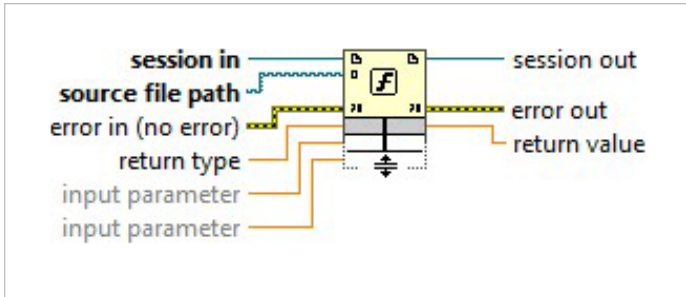 session in
session out
source file path
error in (no error)
error out
return type
return value
input parameter
input parameter